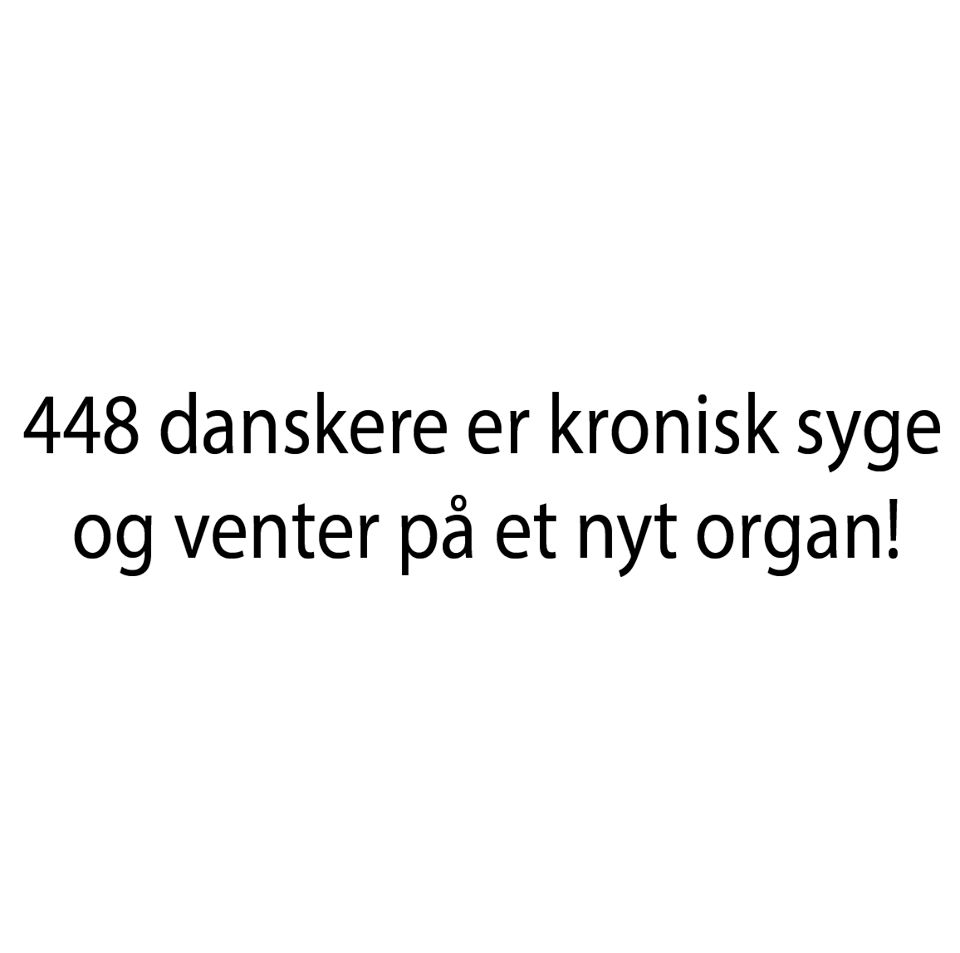 448 danskere er kronisk syge
og venter på et nyt organ!